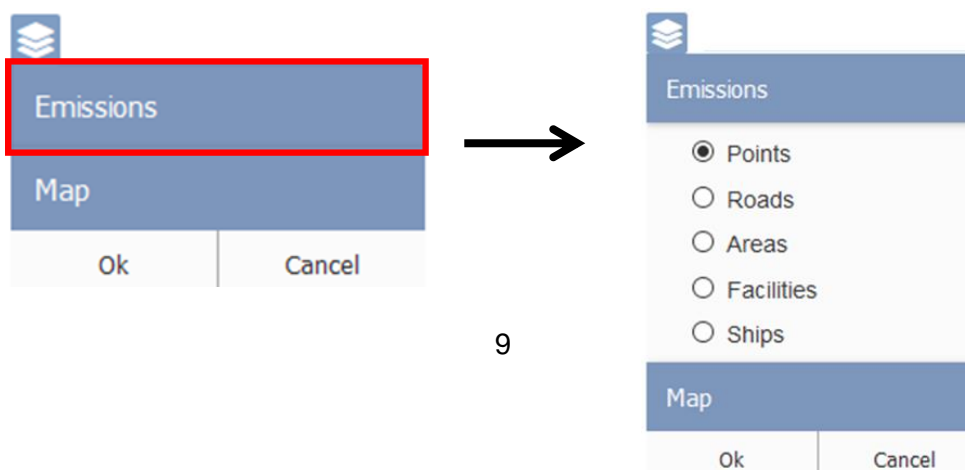 Emissions
Map
Ok Cancel
Emissions
Points
Roads
Areas
Facilities
Ships
Map
Ok Cancel
9